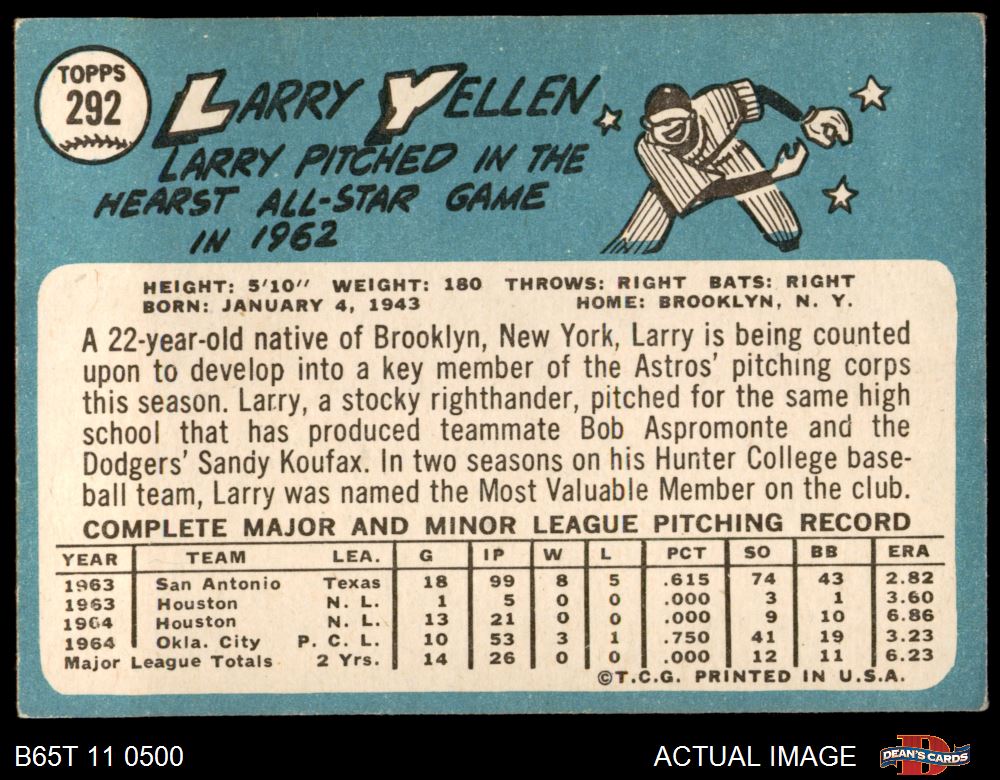 TOPPS
292
LARRY YELLEN
LARRY PITCHED IN THE
HEARST ALL-STAR GAME
IN 1962
HEIGHT: 5'10" WEIGHT: 180 THROWS: RIGHT BATS: RIGHT
BORN: JANUARY 4, 1943 HOME: BROOKLYN, N. Y.
A 22-year-old native of Brooklyn, New York, Larry is being counted
upon to develop into a key member of the Astros' pitching corps
this season. Larry, a stocky righthander, pitched for the same high
school that has produced teammate Bob Aspromonte and the
Dodgers' Sandy Koufax. In two seasons on his Hunter College base-
ball team, Larry was named the Most Valuable Member on the club.
COMPLETE MAJOR AND MINOR LEAGUE PITCHING RECORD
YEAR TEAM LEA. G IP W L PCT SO BB ERA
1963 San Antonio Texas 18 99 8 5 .615 74 43 2.82
1963 Houston N. L. 1 5 0 0 .000 3 1 3.60
1964 Houston N. L. 13 21 0 0 .000 9 10 6.86
1964 Okla. City P. C. L. 10 53 3 1 .750 41 19 3.23
Major League Totals 2 Yrs. 14 26 0 0 .000 12 11 6.23
©T.C.G. PRINTED IN U.S.A.
B65T 11 0500 ACTUAL IMAGE DEAN'S CARDS